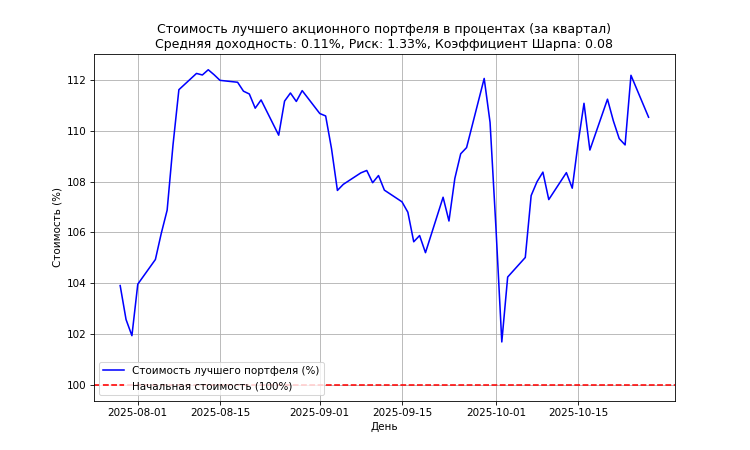 Стоимость лучшего акционного портфеля в процентах (за квартал)
Средняя доходность: 0.11%, Риск: 1.33%, Коэффициент Шарпа: 0.08
Стоимость (%)
112
110
108
106
104
102
100
Стоимость лучшего портфеля (%)
Начальная стоимость (100%)
2025-08-01
2025-08-15
2025-09-01
2025-09-15
2025-10-01
2025-10-15
День